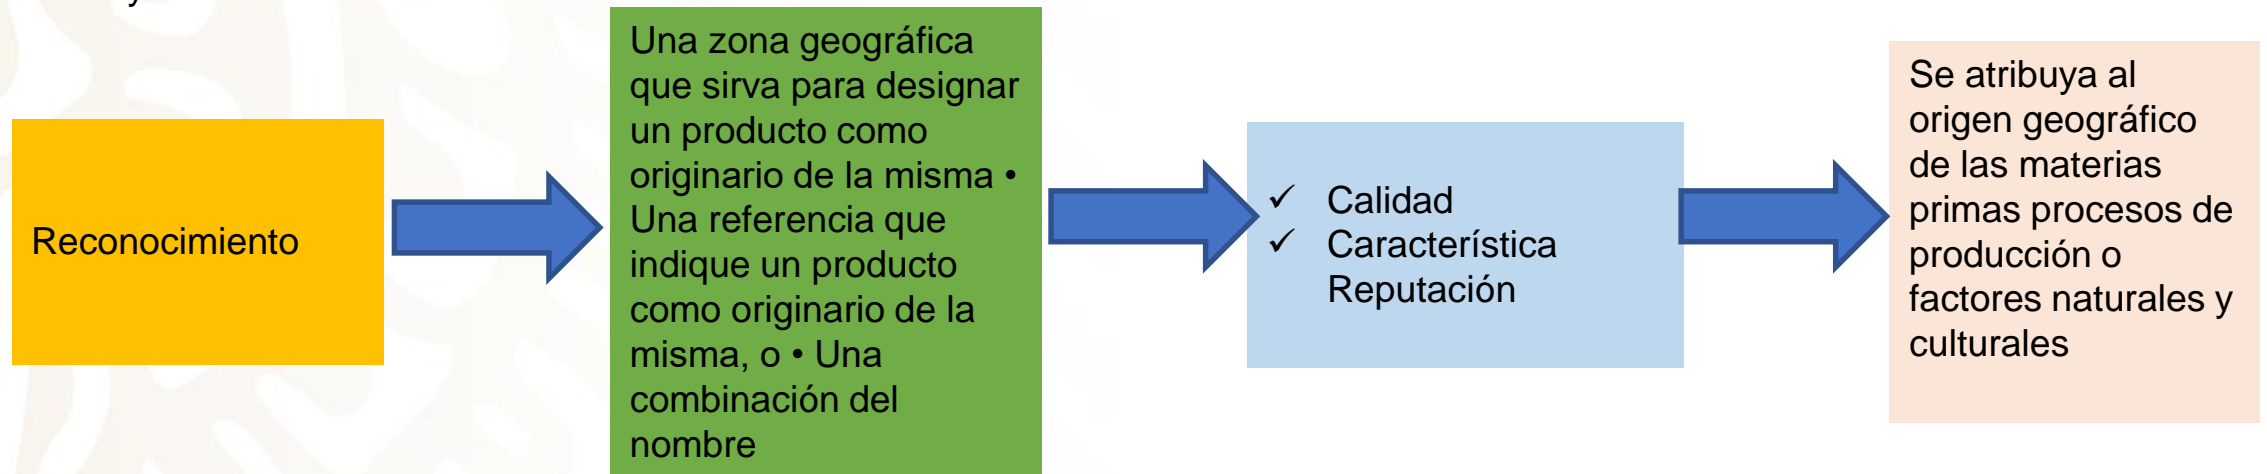 Reconocimiento
Una zona geográfica
que sirva para designar
un producto como
originario de la misma •
Una referencia que
indique un producto
como originario de la
misma, o • Una
combinación del
nombre
✓ Calidad
✓ Característica
Reputación
Se atribuya al
origen geográfico
de las materias
primas procesos de
producción o
factores naturales y
culturales